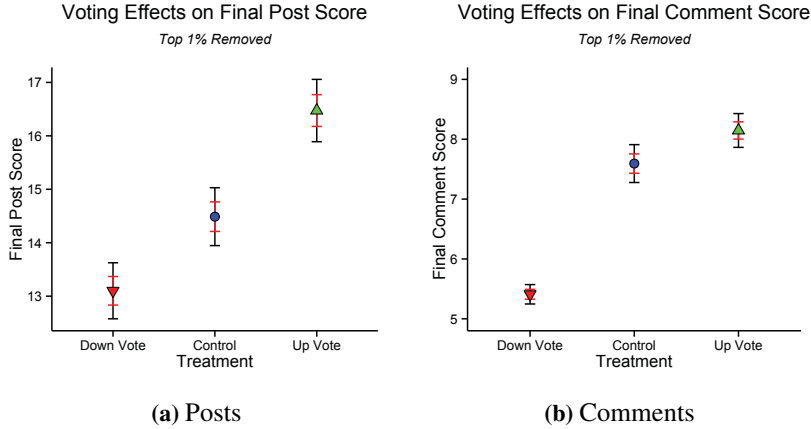 Voting Effects on Final Post Score
Top 1% Removed
Final Post Score
17
16
15
14
13
Down Vote Control Up Vote
Treatment
(a) Posts
Voting Effects on Final Comment Score
Top 1% Removed
Final Comment Score
9
8
7
6
5
Down Vote Control Up Vote
Treatment
(b) Comments